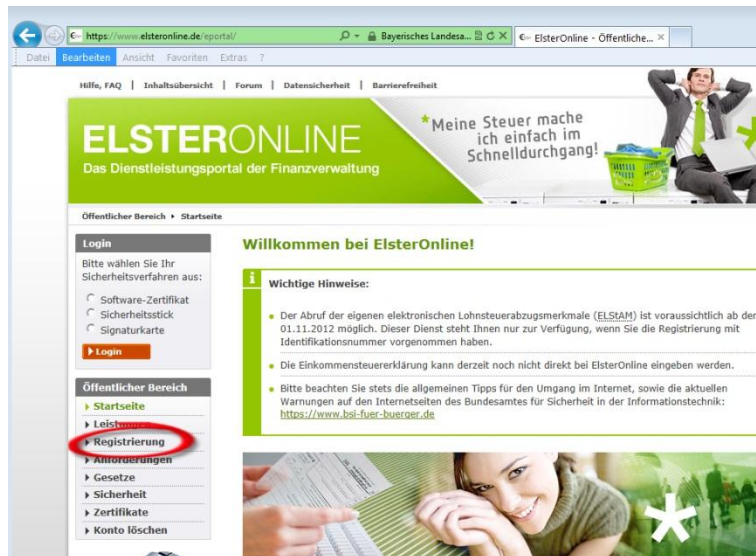 https://www.elsteronline.de/eportal/
Bayerisches Landesa...
ElsterOnline - Öffentliche...
Datei Bearbeiten Ansicht Favoriten Extras ?
Hilfe, FAQ | Inhaltsübersicht | Forum | Datensicherheit | Barrierefreiheit
ELSTERONLINE
Das Dienstleistungsportal der Finanzverwaltung
*Meine Steuer mache
ich einfach im
Schnelldurchgang!
Öffentlicher Bereich Startseite
Login
Bitte wählen Sie Ihr
Sicherheitsverfahren aus:
Software-Zertifikat
Sicherheitsstick
Signaturkarte
Login
Öffentlicher Bereich
Startseite
Registrierung
Anforderungen
Gesetze
Sicherheit
Zertifikate
Konto löschen
Willkommen bei ElsterOnline!
i
Wichtige Hinweise:
Der Abruf der eigenen elektronischen Lohnsteuerabzugsmerkmale (ELStAM) ist voraussichtlich ab dem
01.11.2012 möglich. Dieser Dienst steht Ihnen nur zur Verfügung, wenn Sie die Registrierung mit
Identifikationsnummer vorgenommen haben.
Die Einkommensteuererklärung kann derzeit noch nicht direkt bei ElsterOnline eingeben werden.
Bitte beachten Sie stets die allgemeinen Tipps für den Umgang im Internet, sowie die aktuellen
Warnungen auf den Internetseiten des Bundesamtes für Sicherheit in der Informationstechnik:
https://www.bsi-fuer-buerger.de